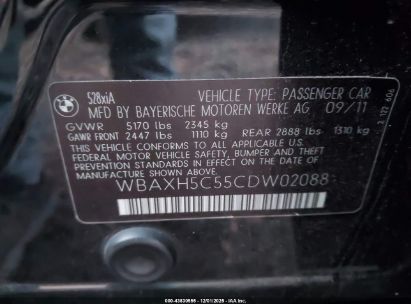 BMW
528xiA VEHICLE TYPE: PASSENGER CAR
MFD BY BAYERISCHE MOTOREN WERKE AG 09/11
GVWR 5170 lbs 2345 kg
GAWR FRONT 2447 lbs 1110 kg REAR 2888 lbs 1310 kg
THIS VEHICLE CONFORMS TO ALL APPLICABLE U.S.
FEDERAL MOTOR VEHICLE SAFETY, BUMPER AND THEFT
PREVENTION STANDARDS IN EFFECT ON THE DATE OF
MANUFACTURE SHOWN ABOVE.
WBAXH5C55CDW02088